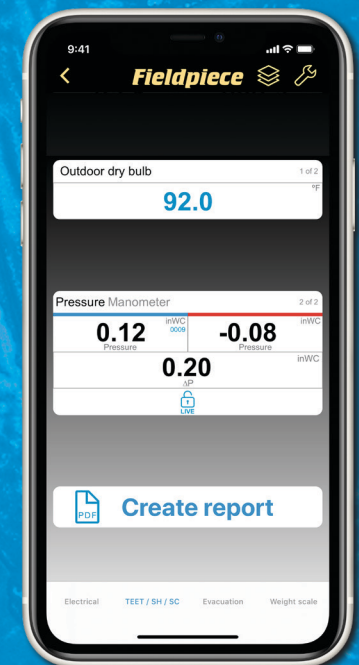 9:41
Fieldpiece
Outdoor dry bulb 1 of 2
°F
92.0
Pressure Manometer 2 of 2
inWC inWC
0.12 0009 -0.08
Pressure Pressure
inWC
0.20
ΔP
LIVE
PDF Create report
Electrical TEET / SH / SC Evacuation Weight scale